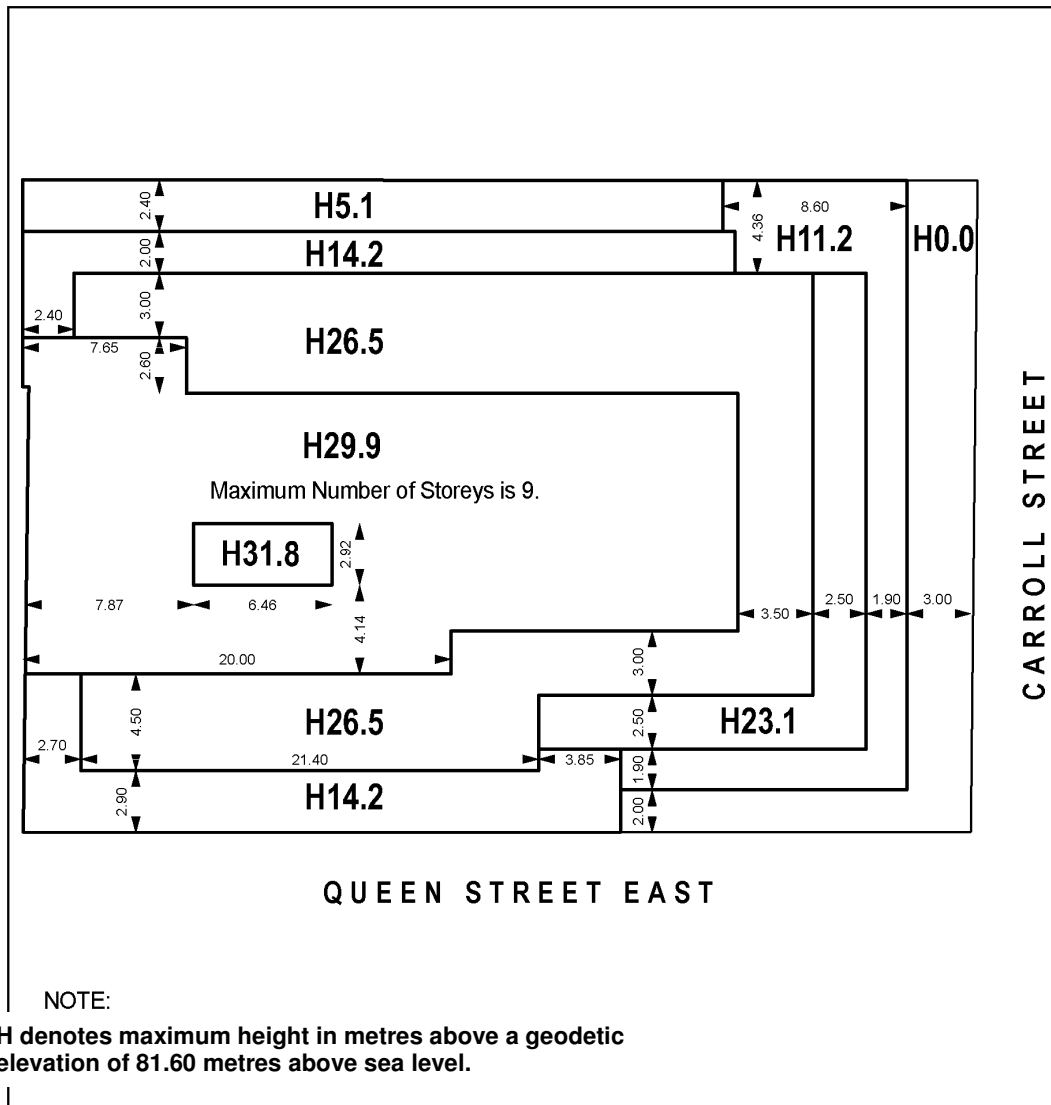 H5.1
2.40
8.60
4.36
H11.2
H0.0
2.00
H14.2
3.00
2.40
H26.5
7.65
2.60
H29.9
Maximum Number of Storeys is 9.
H31.8
2.92
7.87
6.46
4.14
3.50
2.50
1.90
3.00
20.00
3.00
4.50
H26.5
2.50
H23.1
2.70
21.40
3.85
1.90
2.90
H14.2
2.00
CARROLL STREET
QUEEN STREET EAST
NOTE:
H denotes maximum height in metres above a geodetic
elevation of 81.60 metres above sea level.